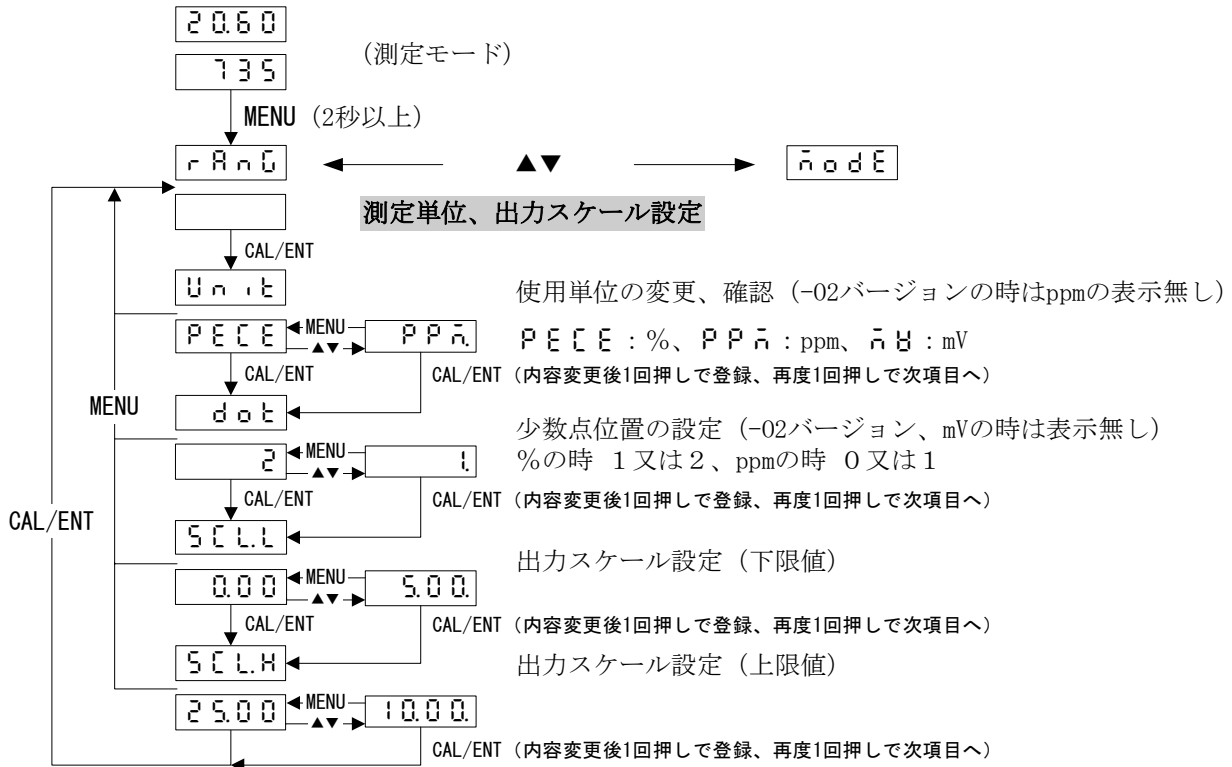 20.60
(測定モード)
735
MENU (2秒以上)
rAnG ▲▼ modE
測定単位、出力スケール設定
CAL/ENT
Unit
使用単位の変更、確認 (-02バージョンの時はppmの表示無し)
PECE MENU ▲▼ PPm.
PECE:%、PPm:ppm、mV:mV
CAL/ENT CAL/ENT (内容変更後1回押しで登録、再度1回押しで次項目へ)
MENU
dot
少数点位置の設定 (-02バージョン、mVの時は表示無し)
2 MENU ▲▼ 1.
%の時 1又は2、ppmの時 0又は1
CAL/ENT CAL/ENT (内容変更後1回押しで登録、再度1回押しで次項目へ)
CAL/ENT
SCL.L
出力スケール設定 (下限値)
0.00 MENU ▲▼ 5.00.
CAL/ENT CAL/ENT (内容変更後1回押しで登録、再度1回押しで次項目へ)
SCL.H
出力スケール設定 (上限値)
25.00 MENU ▲▼ 10.00.
CAL/ENT (内容変更後1回押しで登録、再度1回押しで次項目へ)